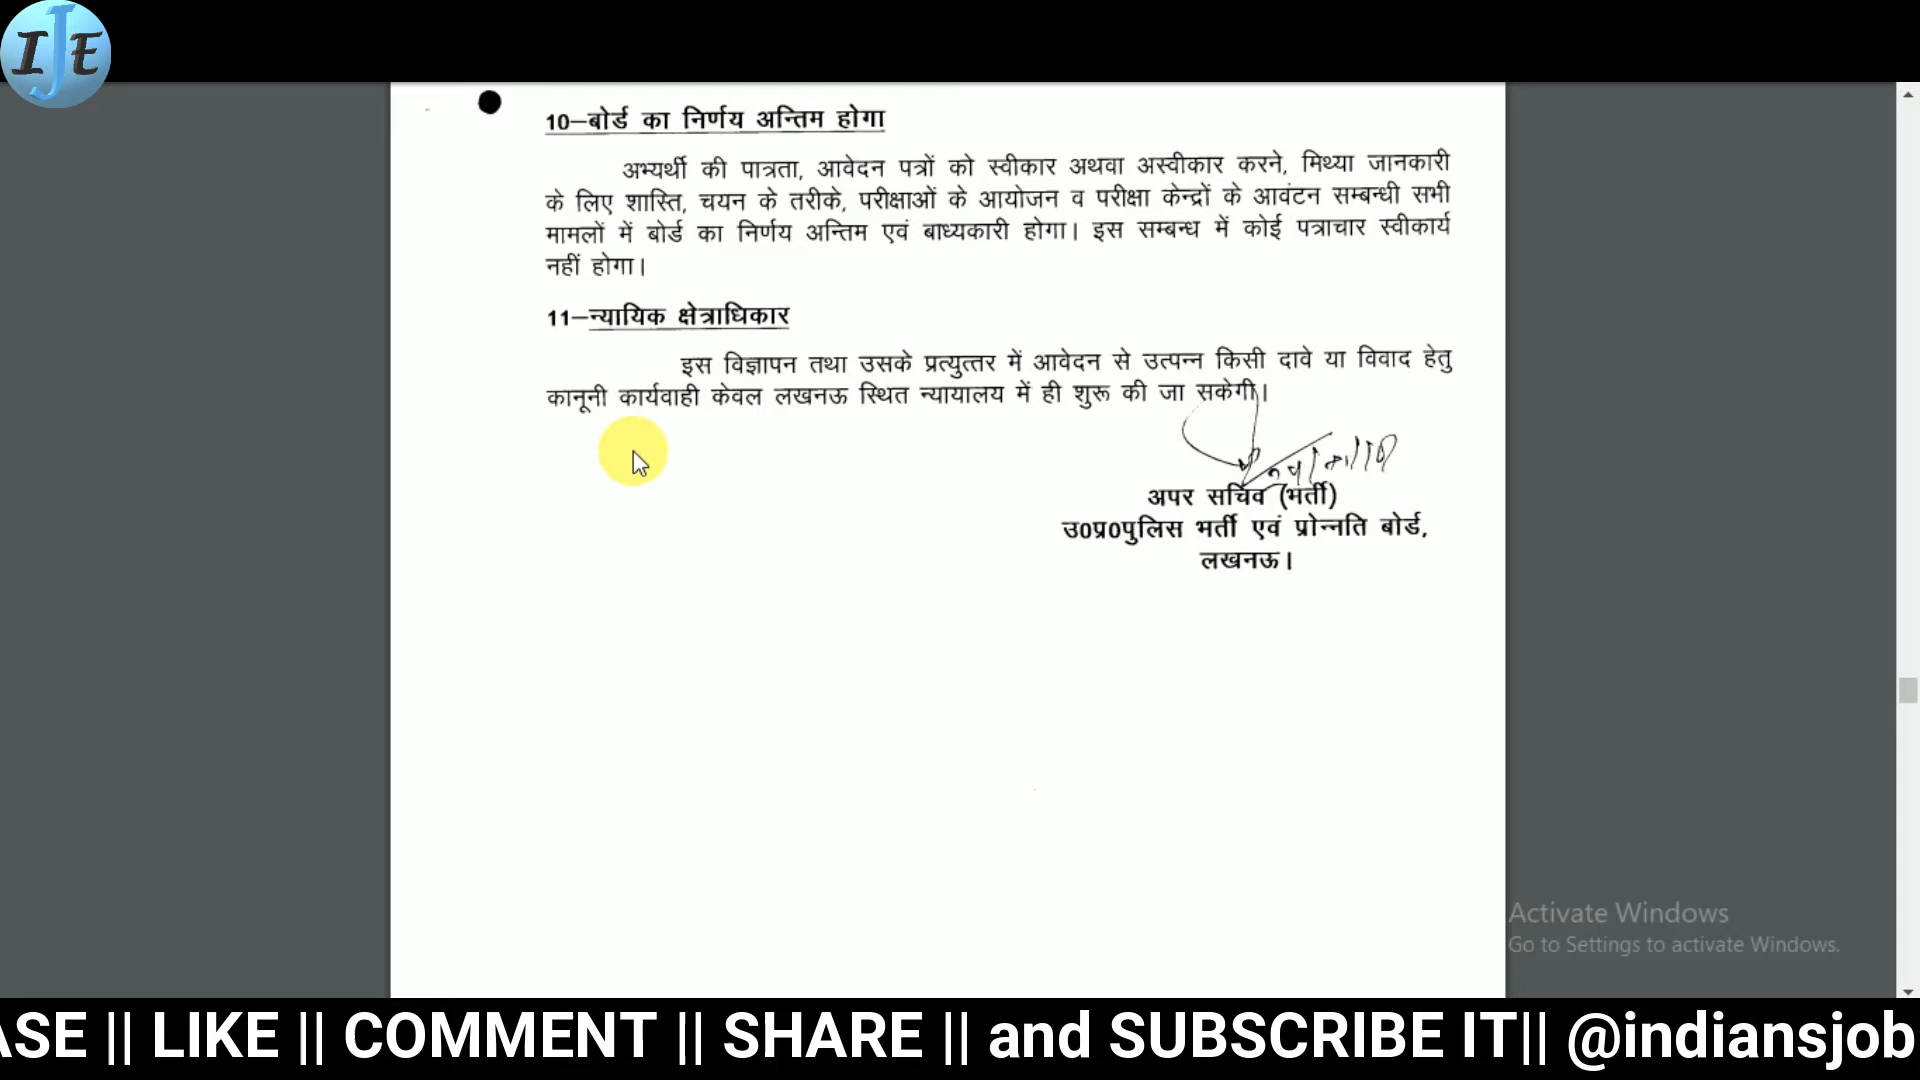 IJE
10–बोर्ड का निर्णय अन्तिम होगा
अभ्यर्थी की पात्रता, आवेदन पत्रों को स्वीकार अथवा अस्वीकार करने, मिथ्या जानकारी
के लिए शास्ति, चयन के तरीके, परीक्षाओं के आयोजन व परीक्षा केन्द्रों के आवंटन सम्बन्धी सभी
मामलों में बोर्ड का निर्णय अन्तिम एवं बाध्यकारी होगा। इस सम्बन्ध में कोई पत्राचार स्वीकार्य
नहीं होगा।
11–न्यायिक क्षेत्राधिकार
इस विज्ञापन तथा उसके प्रत्युत्तर में आवेदन से उत्पन्न किसी दावे या विवाद हेतु
कानूनी कार्यवाही केवल लखनऊ स्थित न्यायालय में ही शुरू की जा सकेगी।
अपर सचिव (भर्ती)
उ0प्र0पुलिस भर्ती एवं प्रोन्नति बोर्ड,
लखनऊ।
Activate Windows
Go to Settings to activate Windows.
ASE || LIKE || COMMENT || SHARE || and SUBSCRIBE IT|| @indiansjob